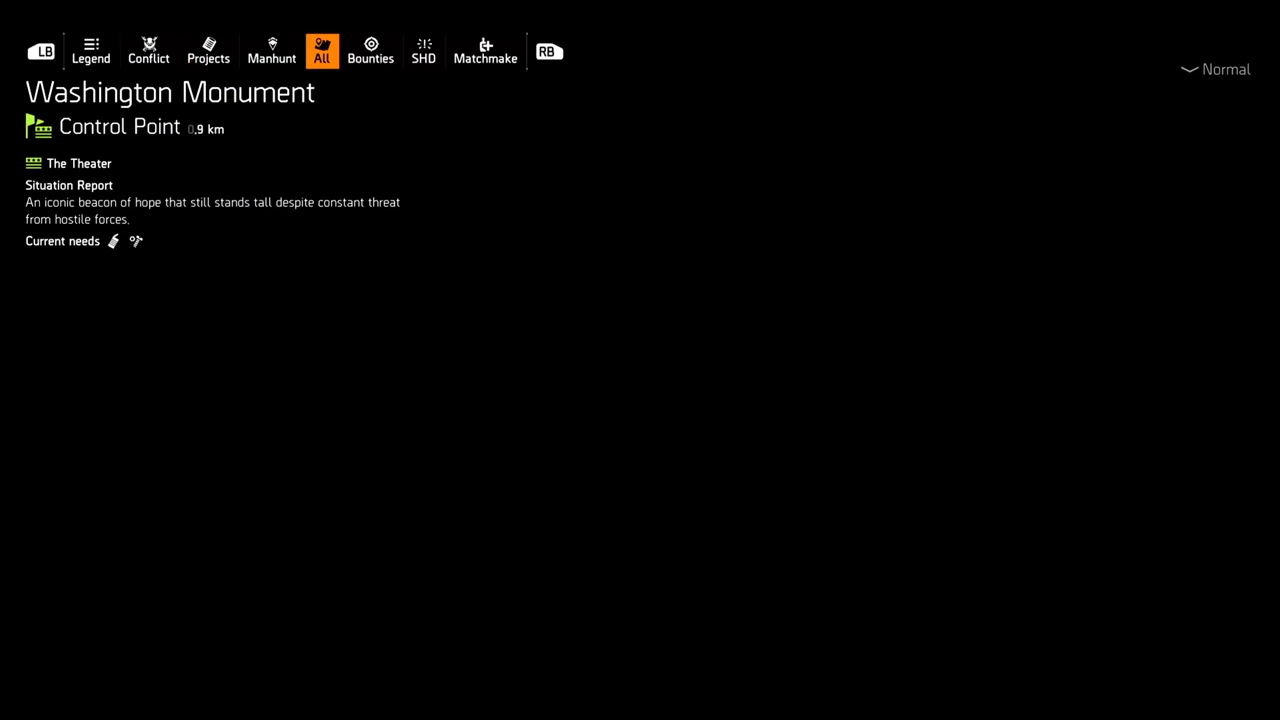 LB Legend Conflict Projects Manhunt All Bounties SHD Matchmake RB
Normal
Washington Monument
Control Point 0.9 km
The Theater
Situation Report
An iconic beacon of hope that still stands tall despite constant threat
from hostile forces.
Current needs